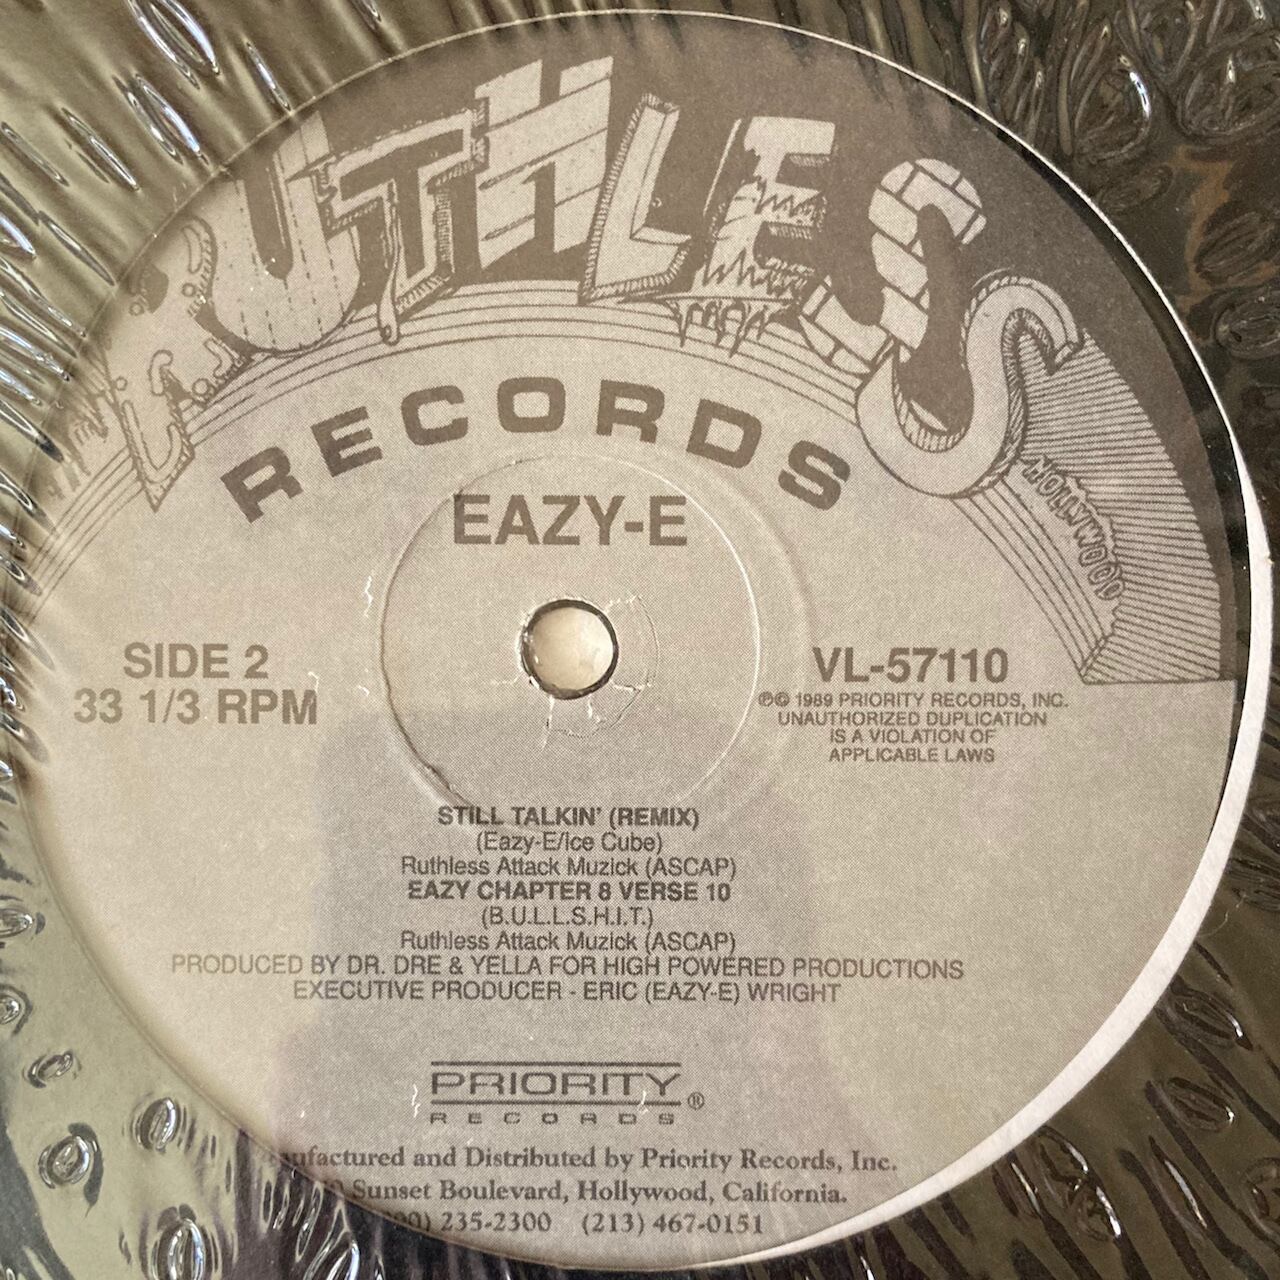 RUTHLESS
HOLLYWOOD
RECORDS
EAZY-E
SIDE 2
33 1/3 RPM
VL-57110
℗© 1989 PRIORITY RECORDS, INC.
UNAUTHORIZED DUPLICATION
IS A VIOLATION OF
APPLICABLE LAWS
STILL TALKIN' (REMIX)
(Eazy-E/Ice Cube)
Ruthless Attack Muzick (ASCAP)
EAZY CHAPTER 8 VERSE 10
(B.U.L.L.S.H.I.T.)
Ruthless Attack Muzick (ASCAP)
PRODUCED BY DR. DRE & YELLA FOR HIGH POWERED PRODUCTIONS
EXECUTIVE PRODUCER - ERIC (EAZY-E) WRIGHT
PRIORITY ®
RECORDS
and Distributed by Priority Records, Inc.
Sunset Boulevard, Hollywood, California.
235-2300 (213) 467-0151